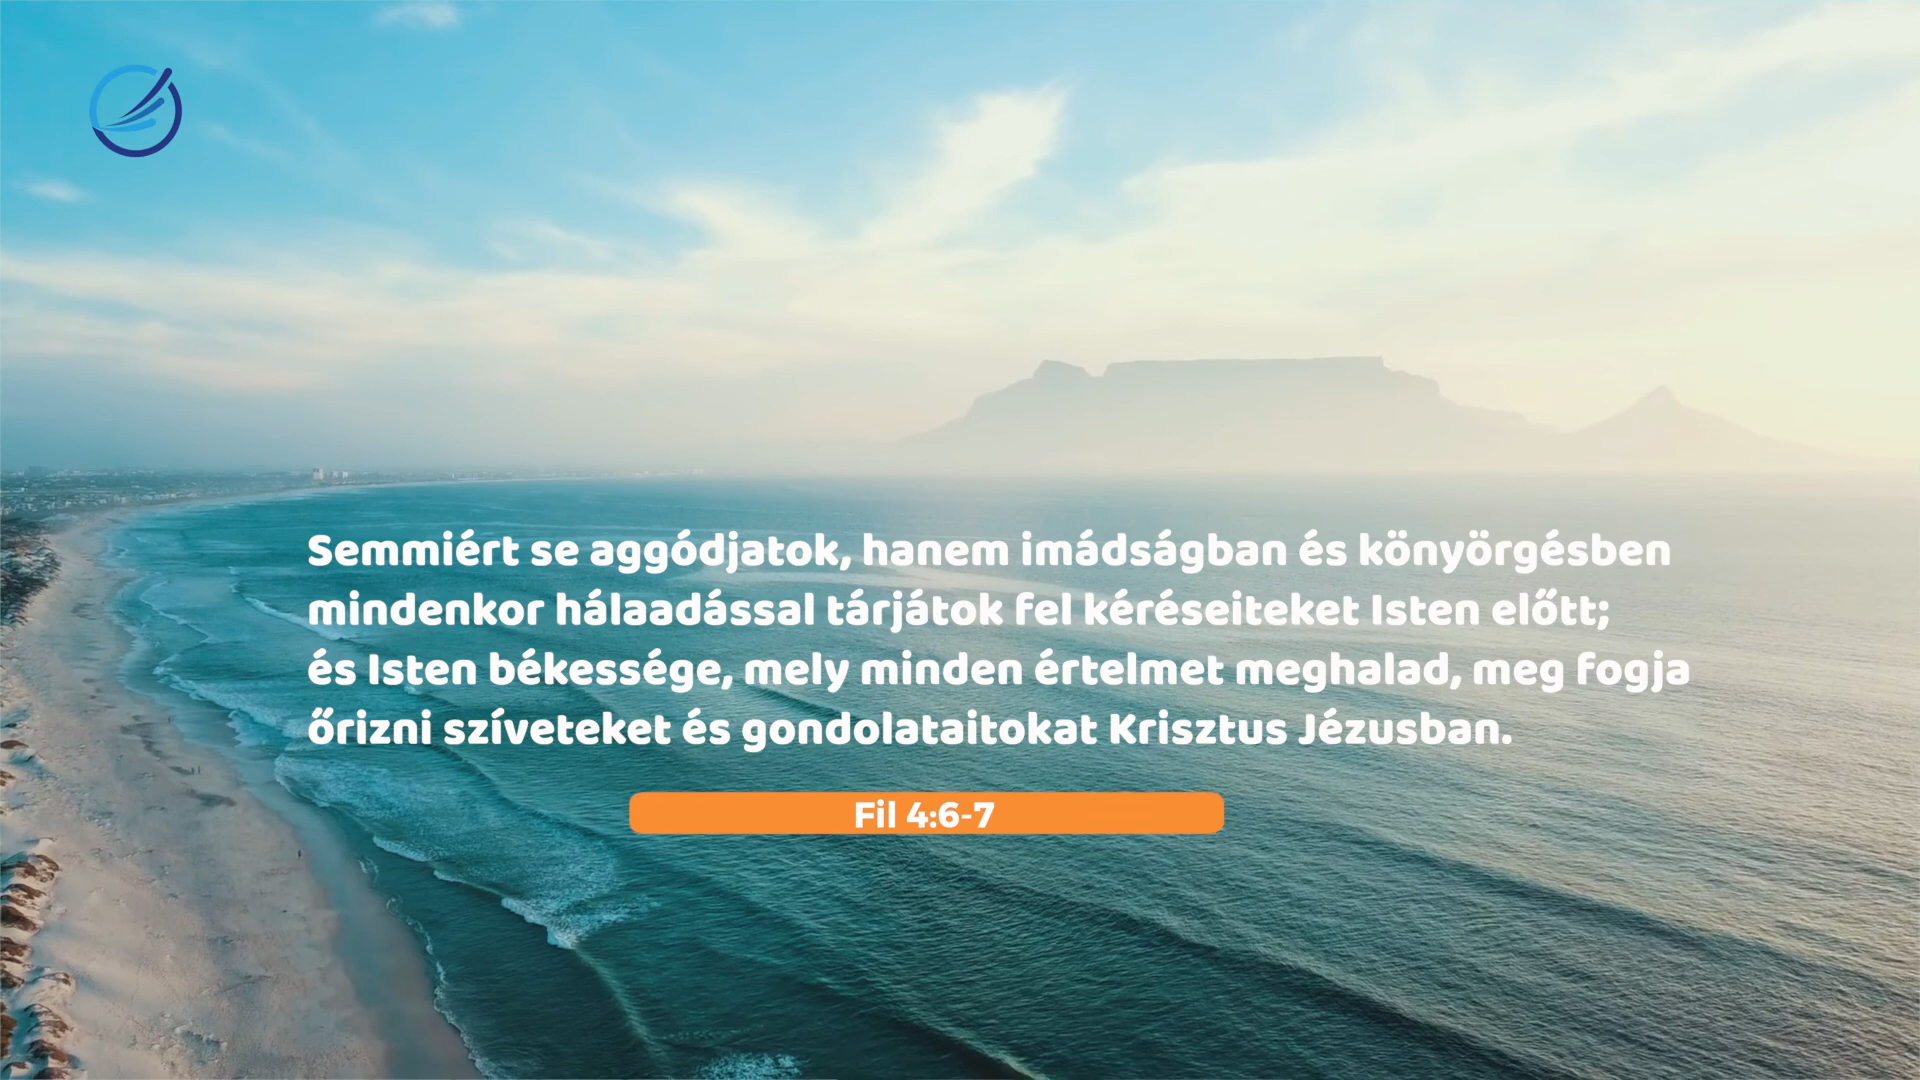 Semmiért se aggódjatok, hanem imádságban és könyörgésben
mindenkor hálaadással tárjátok fel kéréseiteket Isten előtt;
és Isten békessége, mely minden értelmet meghalad, meg fogja
őrizni szíveteket és gondolataitokat Krisztus Jézusban.
Fil 4:6-7